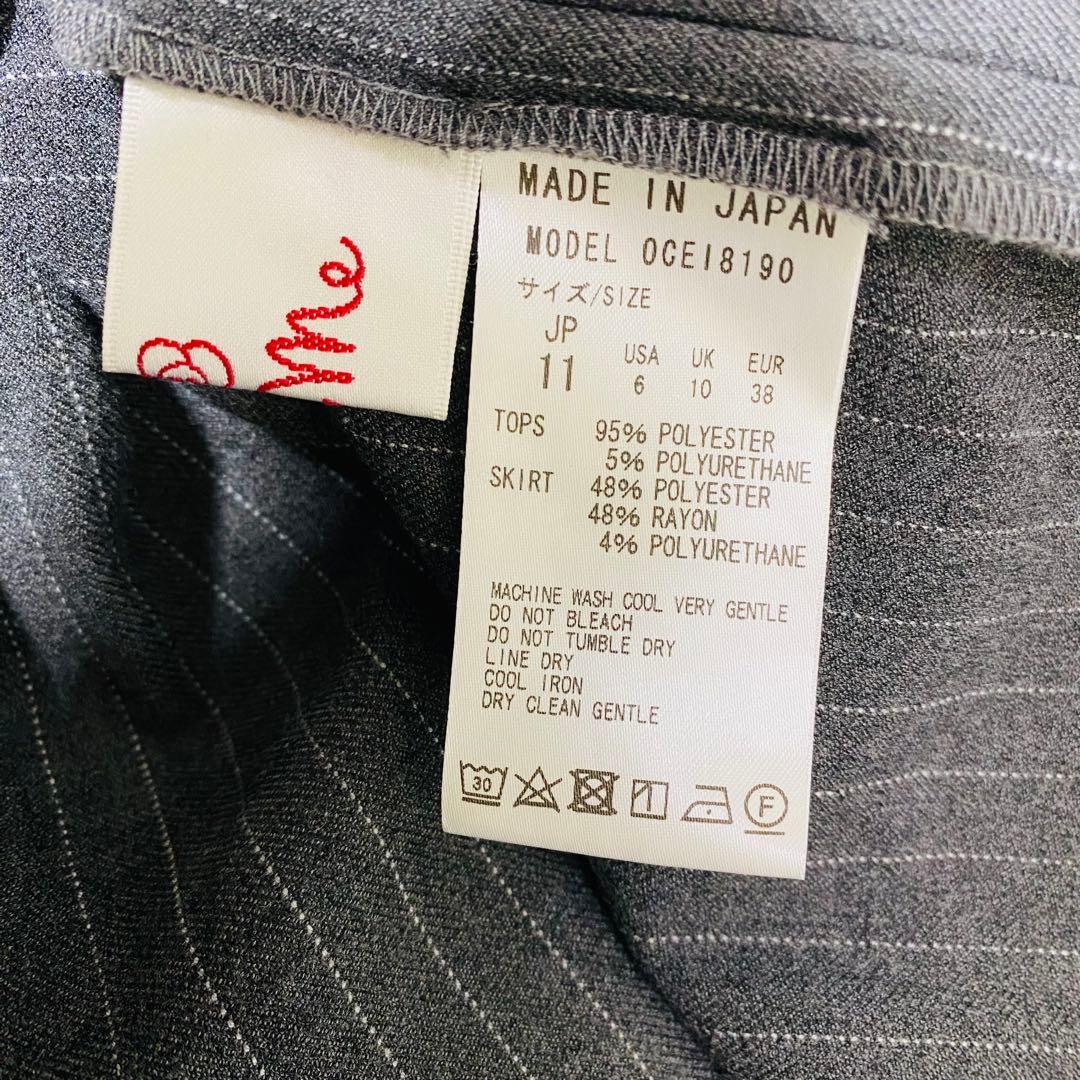 MADE IN JAPAN
MODEL OCEI8190
サイズ/SIZE
JP USA UK EUR
11 6 10 38
TOPS 95% POLYESTER
5% POLYURETHANE
SKIRT 48% POLYESTER
48% RAYON
4% POLYURETHANE
MACHINE WASH COOL VERY GENTLE
DO NOT BLEACH
DO NOT TUMBLE DRY
LINE DRY
COOL IRON
DRY CLEAN GENTLE
30 F